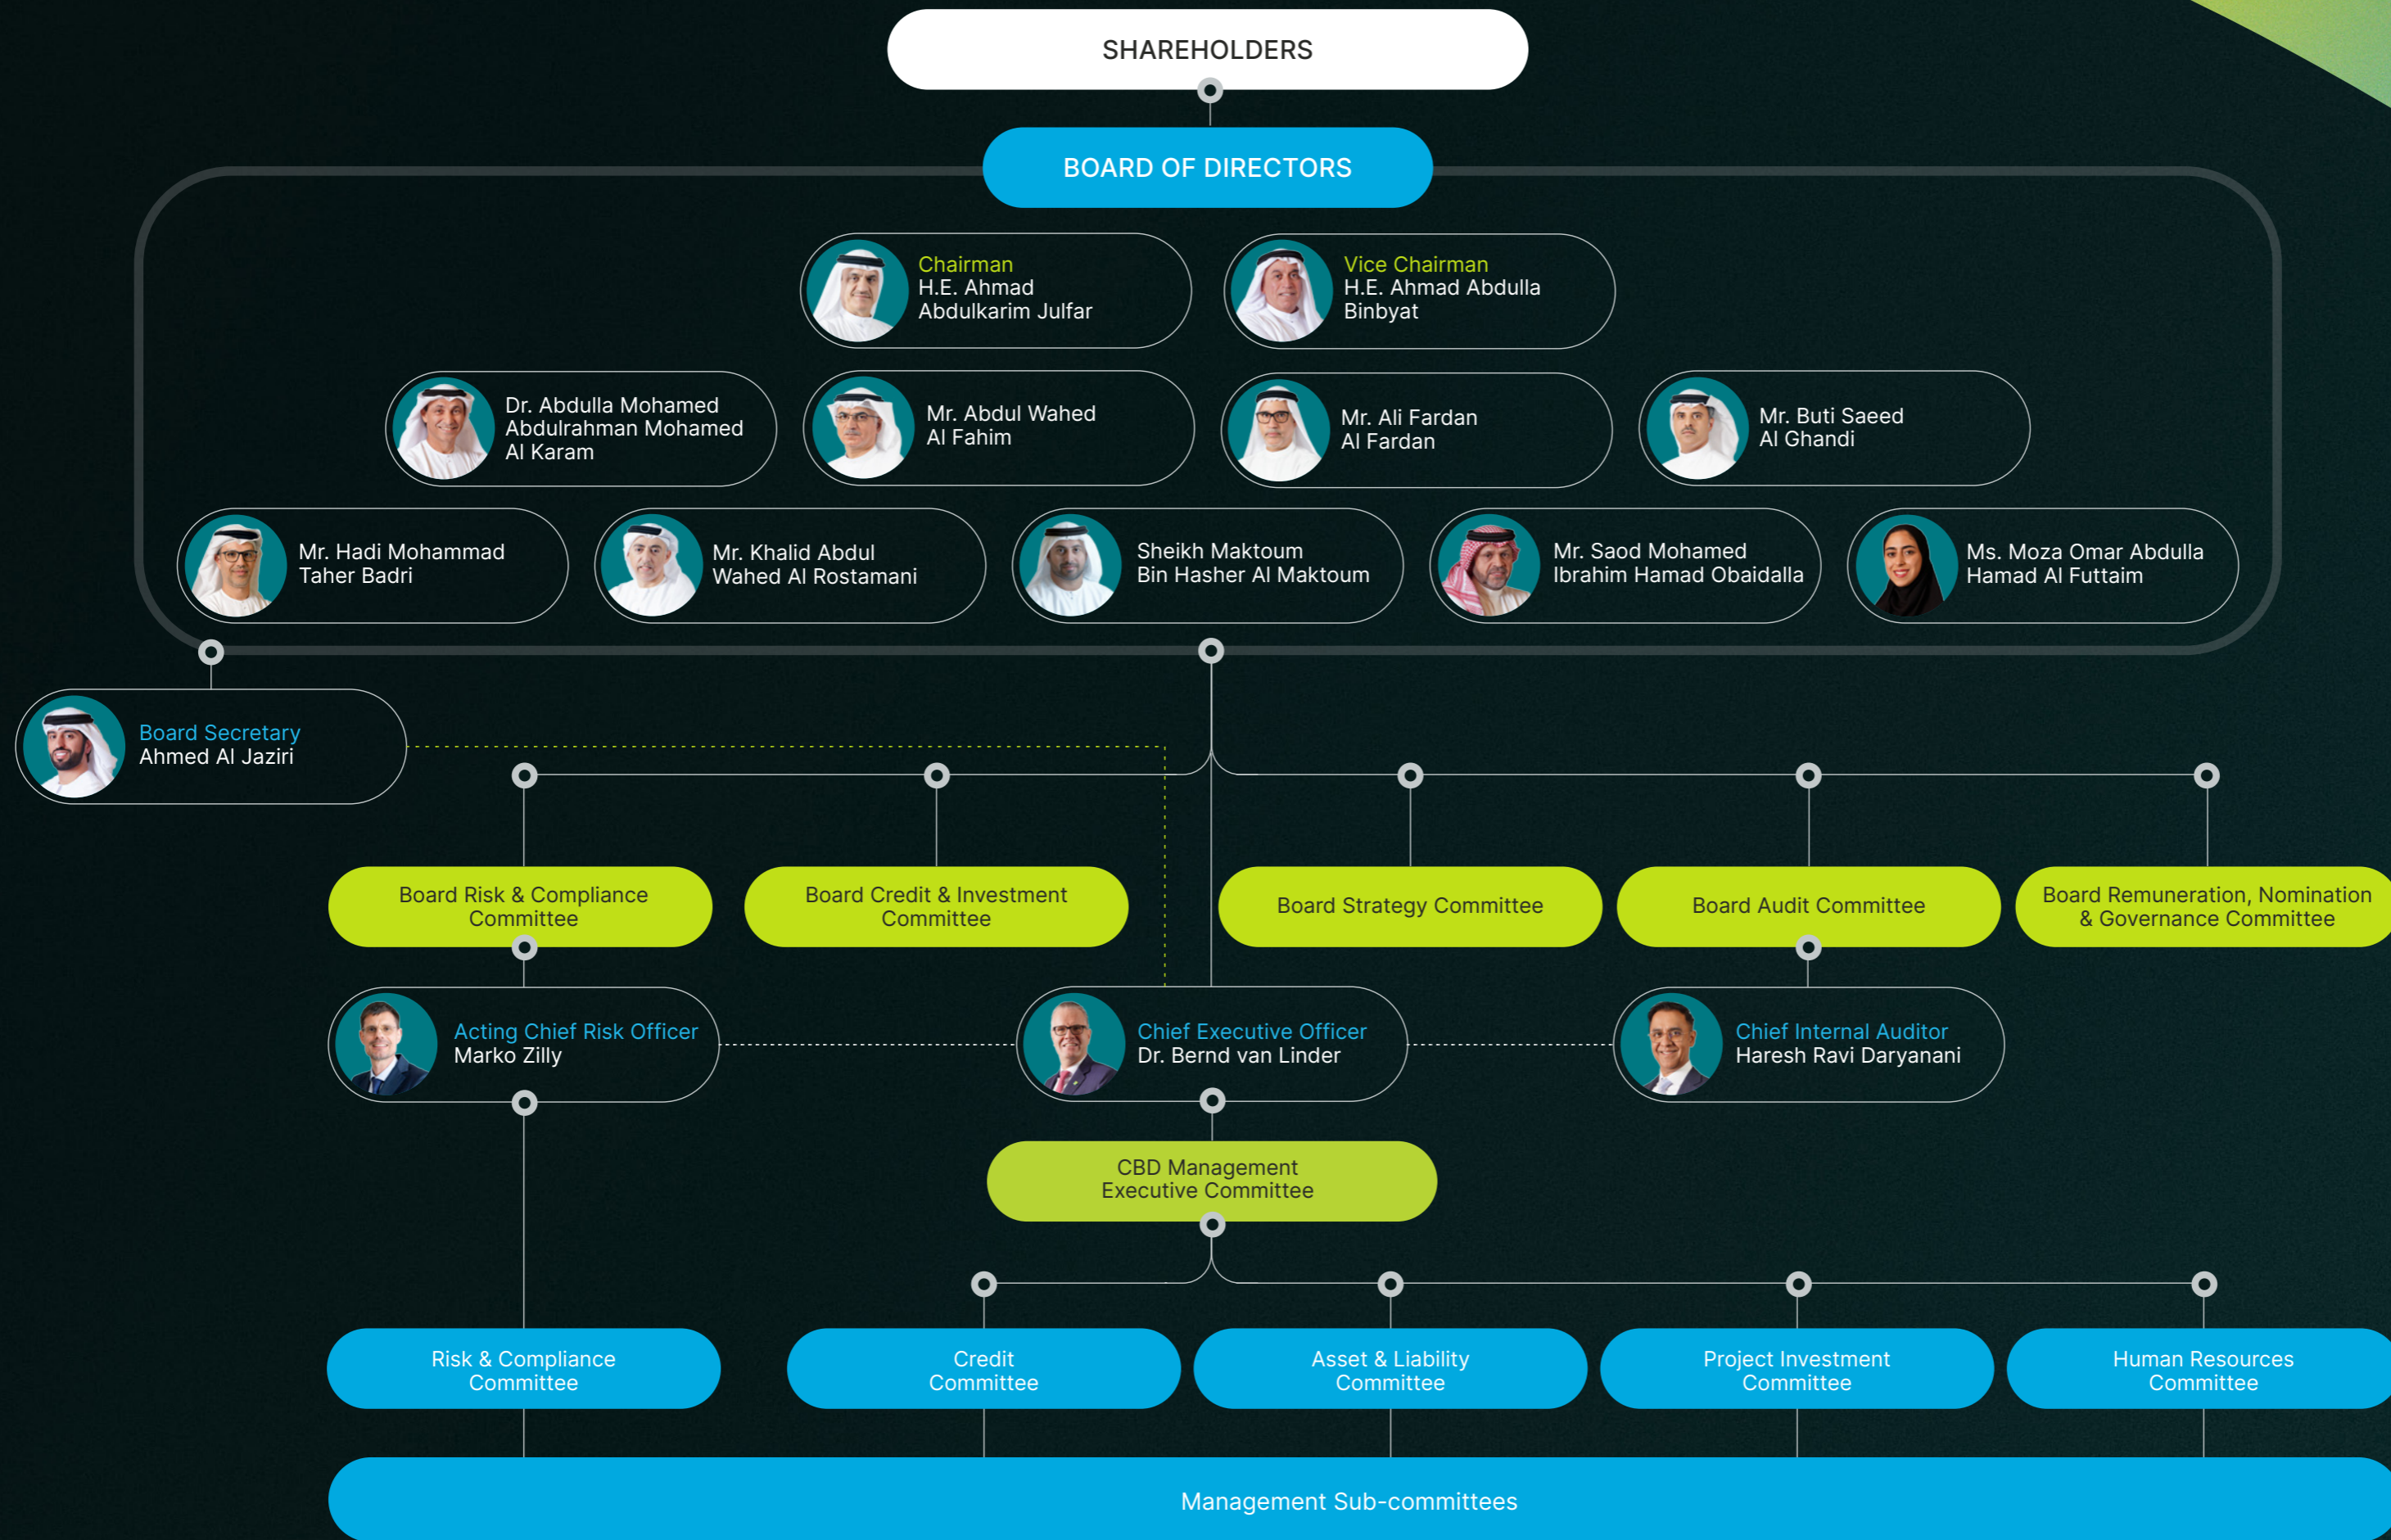 SHAREHOLDERS
BOARD OF DIRECTORS
Chairman
H.E. Ahmad
Abdulkarim Julfar
Vice Chairman
H.E. Ahmad Abdulla
Binbyat
Dr. Abdulla Mohamed
Abdulrahman Mohamed
Al Karam
Mr. Abdul Wahed
Al Fahim
Mr. Ali Fardan
Al Fardan
Mr. Buti Saeed
Al Ghandi
Mr. Hadi Mohammad
Taher Badri
Mr. Khalid Abdul
Wahed Al Rostamani
Sheikh Maktoum
Bin Hasher Al Maktoum
Mr. Saod Mohamed
Ibrahim Hamad Obaidalla
Ms. Moza Omar Abdulla
Hamad Al Futtaim
Board Secretary
Ahmed Al Jaziri
Board Risk & Compliance
Committee
Board Credit & Investment
Committee
Board Strategy Committee
Board Audit Committee
Board Remuneration, Nomination
& Governance Committee
Acting Chief Risk Officer
Marko Zilly
Chief Executive Officer
Dr. Bernd van Linder
Chief Internal Auditor
Haresh Ravi Daryanani
CBD Management
Executive Committee
Risk & Compliance
Committee
Credit
Committee
Asset & Liability
Committee
Project Investment
Committee
Human Resources
Committee
Management Sub-committees